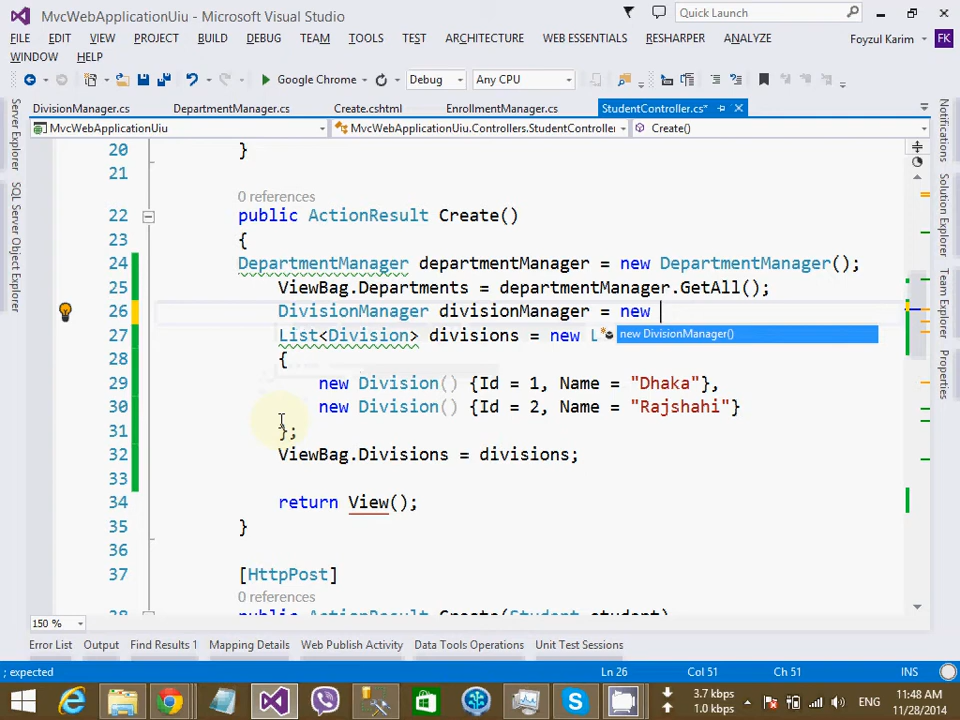 MvcWebApplicationUiu - Microsoft Visual Studio
Quick Launch
FILE EDIT VIEW PROJECT BUILD DEBUG TEAM TOOLS TEST ARCHITECTURE WEB ESSENTIALS RESHARPER ANALYZE
Foyzul Karim FK
WINDOW HELP
Google Chrome Debug Any CPU
DivisionManager.cs DepartmentManager.cs Create.cshtml EnrollmentManager.cs StudentController.cs*
MvcWebApplicationUiu MvcWebApplicationUiu.Controllers.StudentController Create()
Server Explorer
SQL Server Object Explorer
Notifications
Solution Explorer
Team Explorer
Properties
20 }
21
0 references
22 public ActionResult Create()
23 {
24 DepartmentManager departmentManager = new DepartmentManager();
25 ViewBag.Departments = departmentManager.GetAll();
26 DivisionManager divisionManager = new
27 List<Division> divisions = new L
new DivisionManager()
28 {
29 new Division() {Id = 1, Name = "Dhaka"},
30 new Division() {Id = 2, Name = "Rajshahi"}
31 };
32 ViewBag.Divisions = divisions;
33
34 return View();
35 }
36
37 [HttpPost]
0 references
38 public ActionResult Create(Student student)
150 %
Error List Output Find Results 1 Mapping Details Web Publish Activity Data Tools Operations Unit Test Sessions
; expected Ln 26 Col 51 Ch 51 INS
3.7 kbps
1.0 kbps
ENG
11:48 AM
11/28/2014